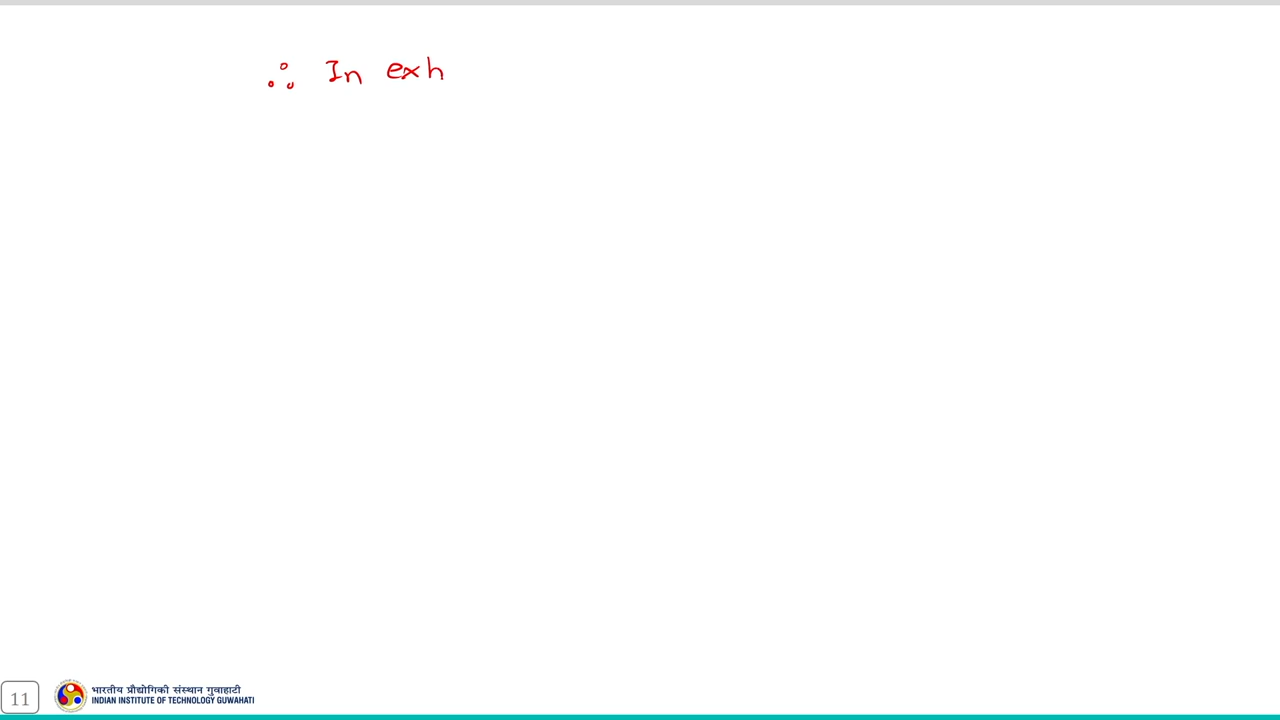 ∴ In exh
11
भारतीय प्रौद्योगिकी संस्थान गुवाहाटी
INDIAN INSTITUTE OF TECHNOLOGY GUWAHATI